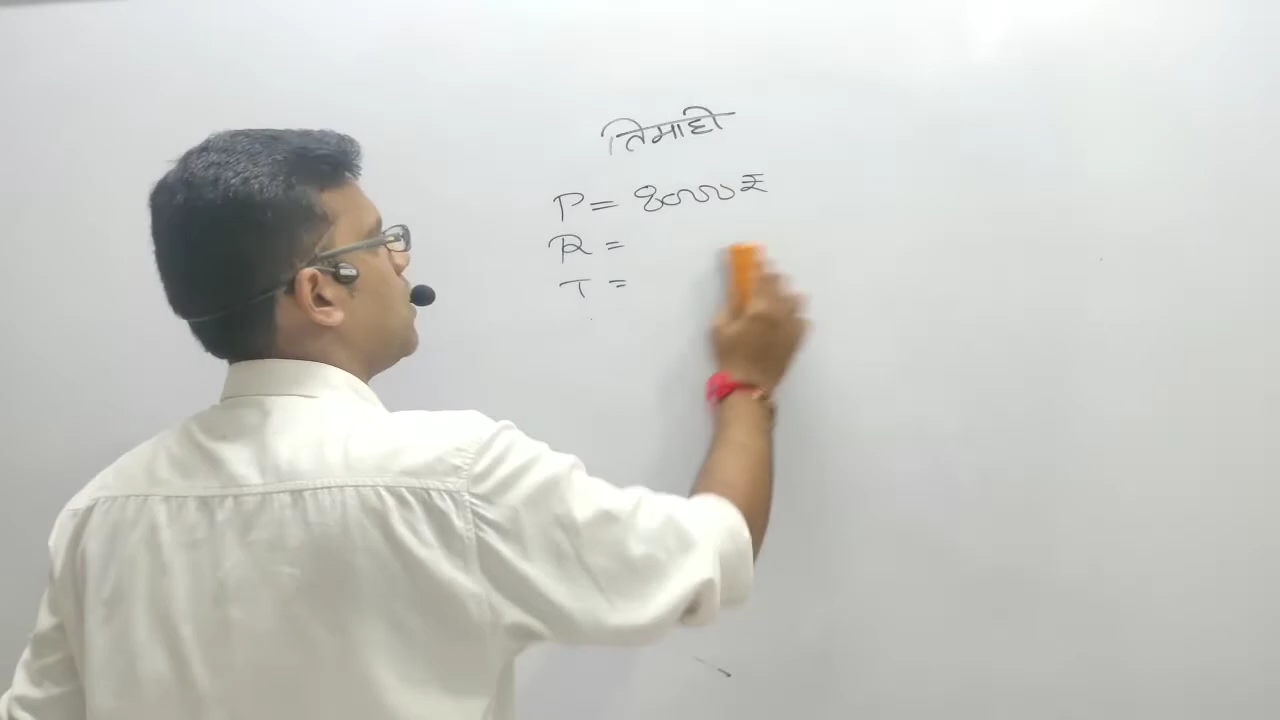 तिमाही
P = 8000₹
R =
T =